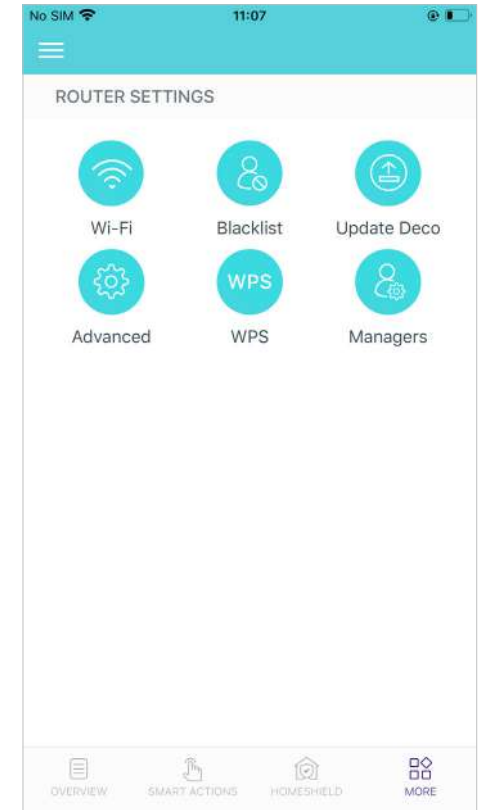 No SIM 11:07
ROUTER SETTINGS
Wi-Fi Blacklist Update Deco
WPS
Advanced WPS Managers
OVERVIEW SMART ACTIONS HOMESHIELD MORE